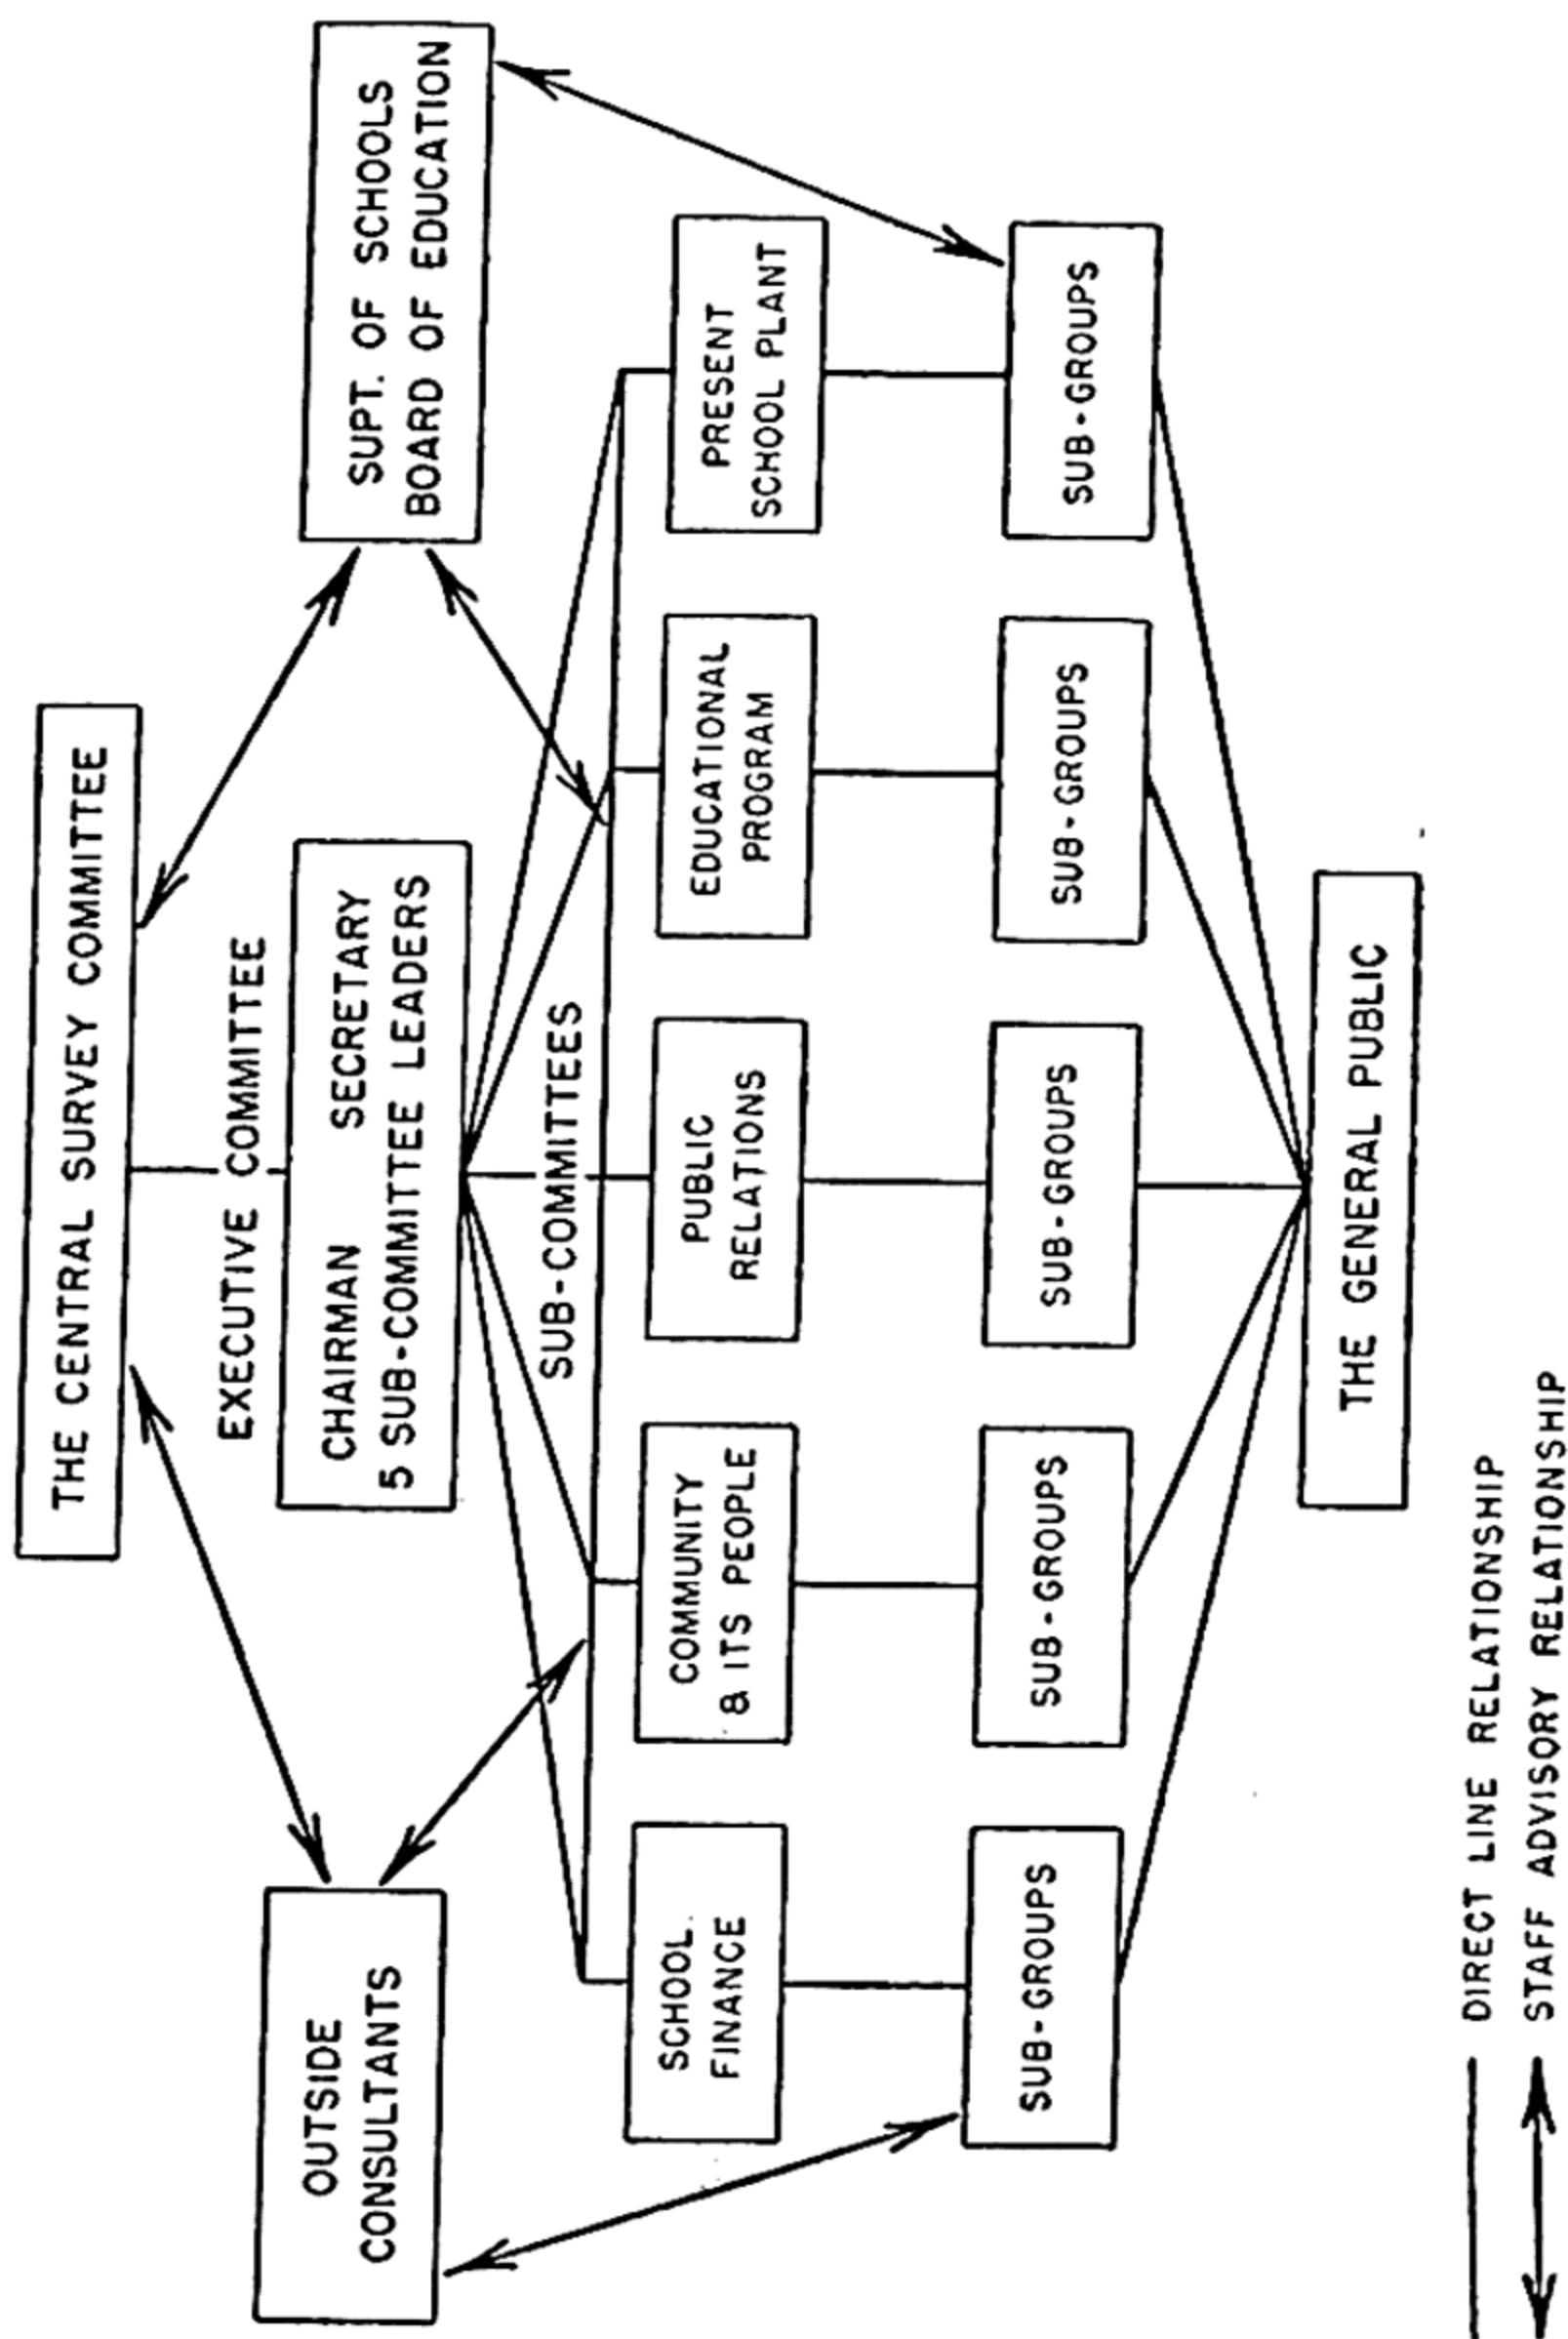 THE CENTRAL SURVEY COMMITTEE
EXECUTIVE COMMITTEE
CHAIRMAN SECRETARY
5 SUB-COMMITTEE LEADERS
OUTSIDE
CONSULTANTS
SUPT. OF SCHOOLS
BOARD OF EDUCATION
SUB-COMMITTEES
SCHOOL
FINANCE
COMMUNITY
& ITS PEOPLE
PUBLIC
RELATIONS
EDUCATIONAL
PROGRAM
PRESENT
SCHOOL PLANT
SUB-GROUPS
SUB-GROUPS
SUB-GROUPS
SUB-GROUPS
SUB-GROUPS
THE GENERAL PUBLIC
DIRECT LINE RELATIONSHIP
STAFF ADVISORY RELATIONSHIP